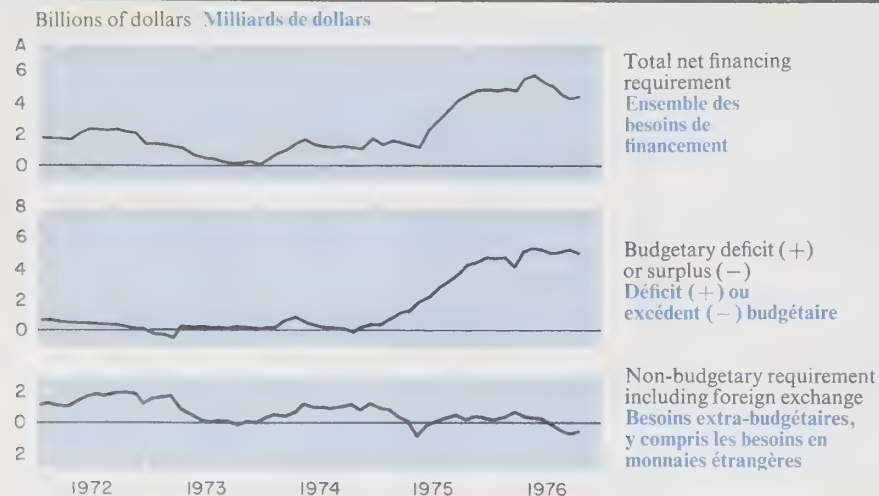 Billions of dollars Milliards de dollars
A
6
4
2
0
Total net financing
requirement
Ensemble des
besoins de
financement
8
6
4
2
0
Budgetary deficit (+)
or surplus (−)
Déficit (+) ou
excédent (−) budgétaire
2
0
2
Non-budgetary requirement
including foreign exchange
Besoins extra-budgétaires,
y compris les besoins en
monnaies étrangères
1972 1973 1974 1975 1976